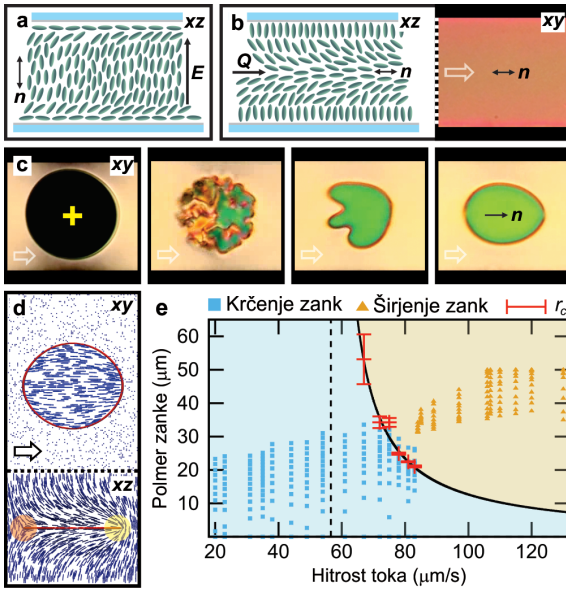 a xz
n E
b xz
Q n
xy
n
c xy
+
n
d xy
xz
e Krčenje zank Širjenje zank r_c
Polmer zanke (μm)
60
50
40
30
20
10
20 40 60 80 100 120
Hitrost toka (μm/s)